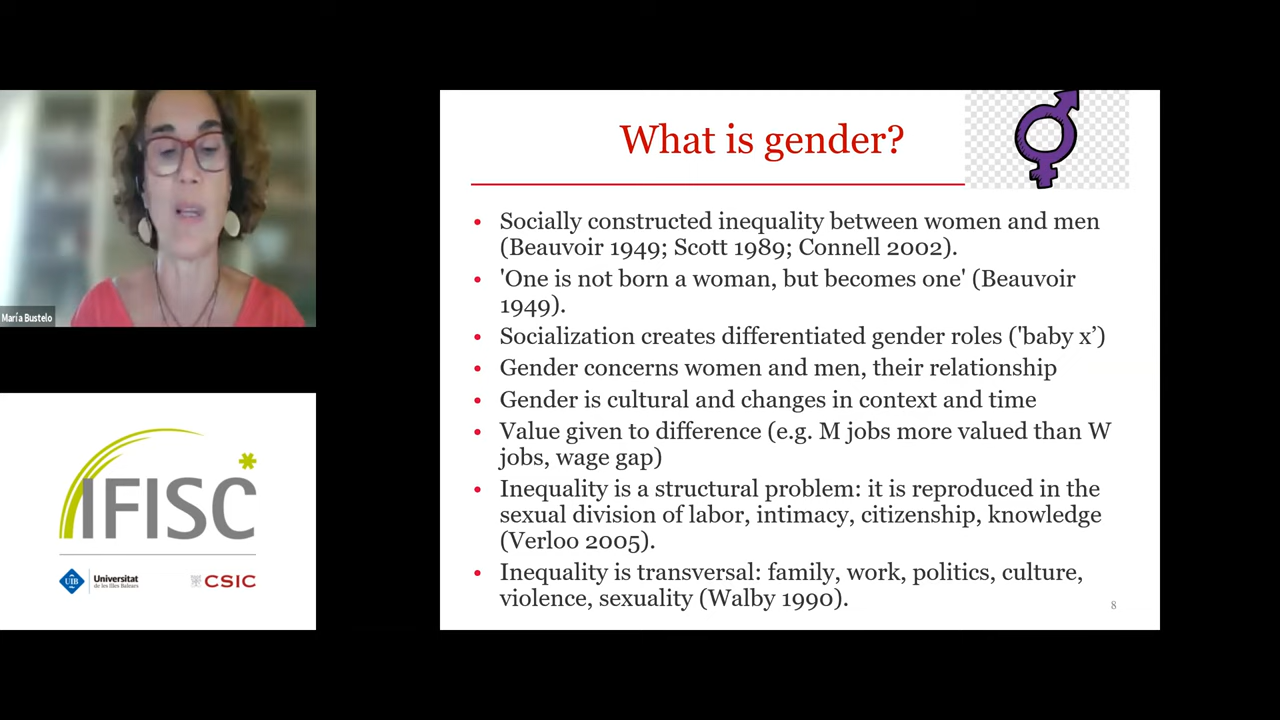 María Bustelo
IFISC
UIB
Universitat
de les Illes Balears
CSIC
What is gender?
• Socially constructed inequality between women and men
(Beauvoir 1949; Scott 1989; Connell 2002).
• 'One is not born a woman, but becomes one' (Beauvoir
1949).
• Socialization creates differentiated gender roles ('baby x’)
• Gender concerns women and men, their relationship
• Gender is cultural and changes in context and time
• Value given to difference (e.g. M jobs more valued than W
jobs, wage gap)
• Inequality is a structural problem: it is reproduced in the
sexual division of labor, intimacy, citizenship, knowledge
(Verloo 2005).
• Inequality is transversal: family, work, politics, culture,
violence, sexuality (Walby 1990).
8